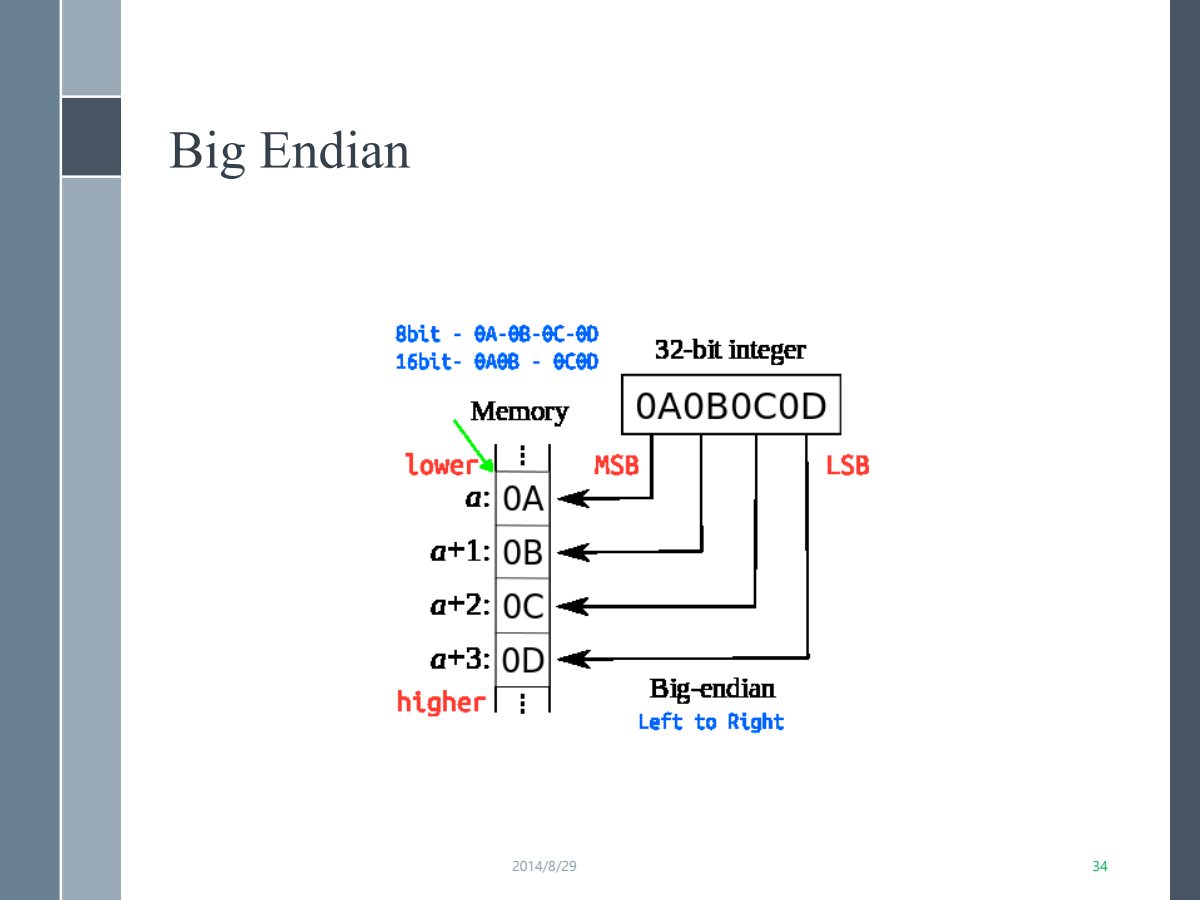 Big Endian
8bit - 0A-0B-0C-0D
16bit- 0A0B - 0C0D
32-bit integer
0A0B0C0D
Memory
lower
MSB
LSB
a: 0A
a+1: 0B
a+2: 0C
a+3: 0D
higher
Big-endian
Left to Right
2014/8/29
34